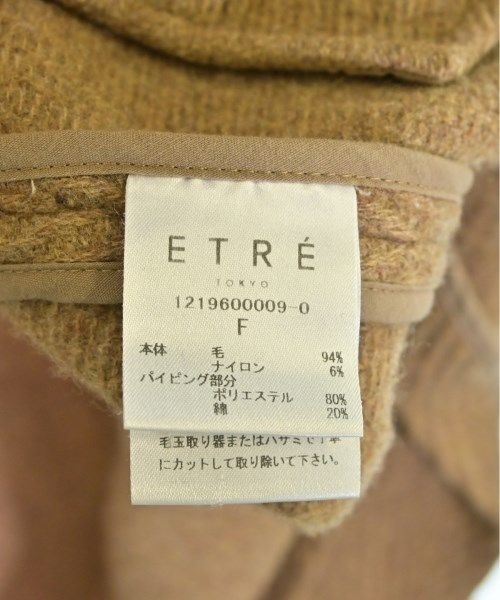 ETRÉ
TOKYO
1219600009-0
F
本体 毛 94%
ナイロン 6%
パイピング部分
ポリエステル 80%
綿 20%
毛玉取り器またはハサミで丁寧
にカットして取り除いて下さい。